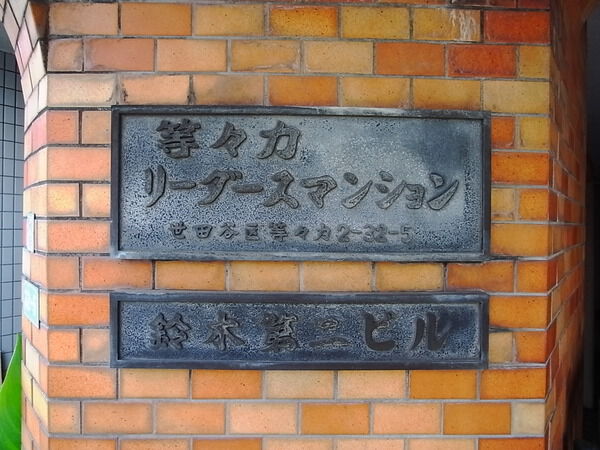 等々力
リーダースマンション
世田谷区等々力2-32-5
鈴木第二ビル